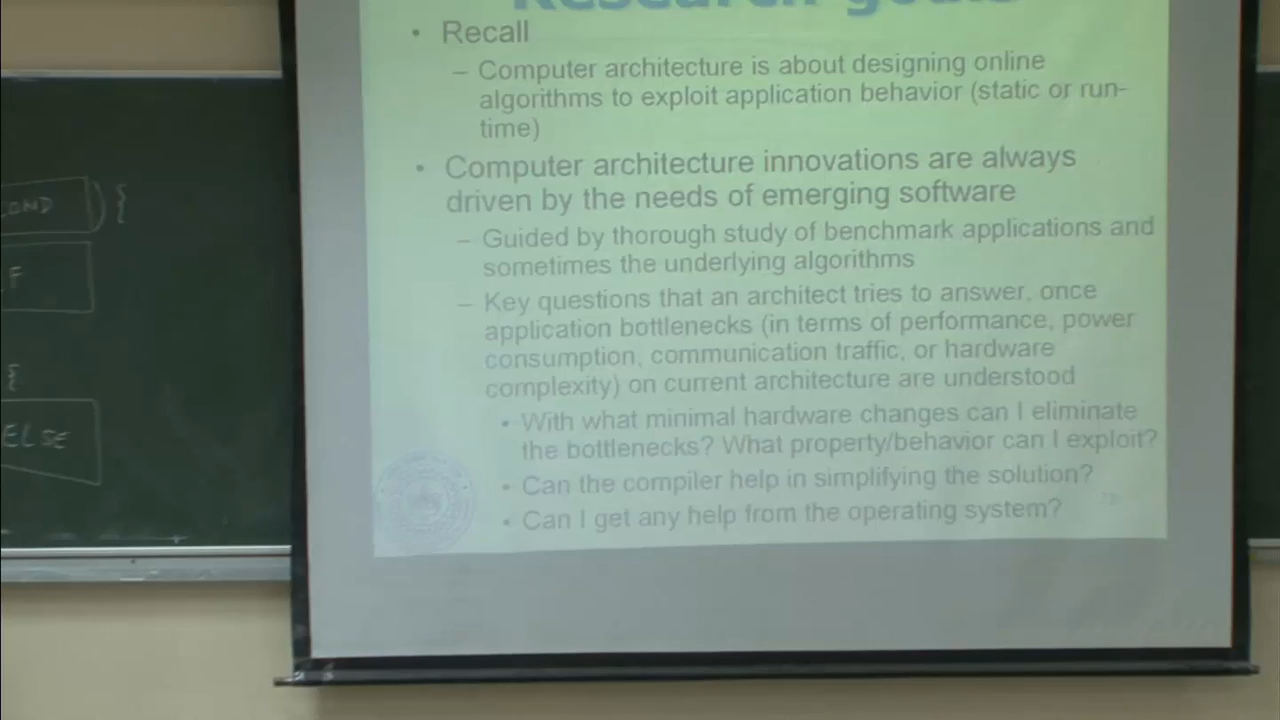 Research goals
• Recall
– Computer architecture is about designing online
algorithms to exploit application behavior (static or run-
time)
• Computer architecture innovations are always
driven by the needs of emerging software
– Guided by thorough study of benchmark applications and
sometimes the underlying algorithms
– Key questions that an architect tries to answer, once
application bottlenecks (in terms of performance, power
consumption, communication traffic, or hardware
complexity) on current architecture are understood
• With what minimal hardware changes can I eliminate
the bottlenecks? What property/behavior can I exploit?
• Can the compiler help in simplifying the solution?
• Can I get any help from the operating system?
COND ) {
F
{
ELSE